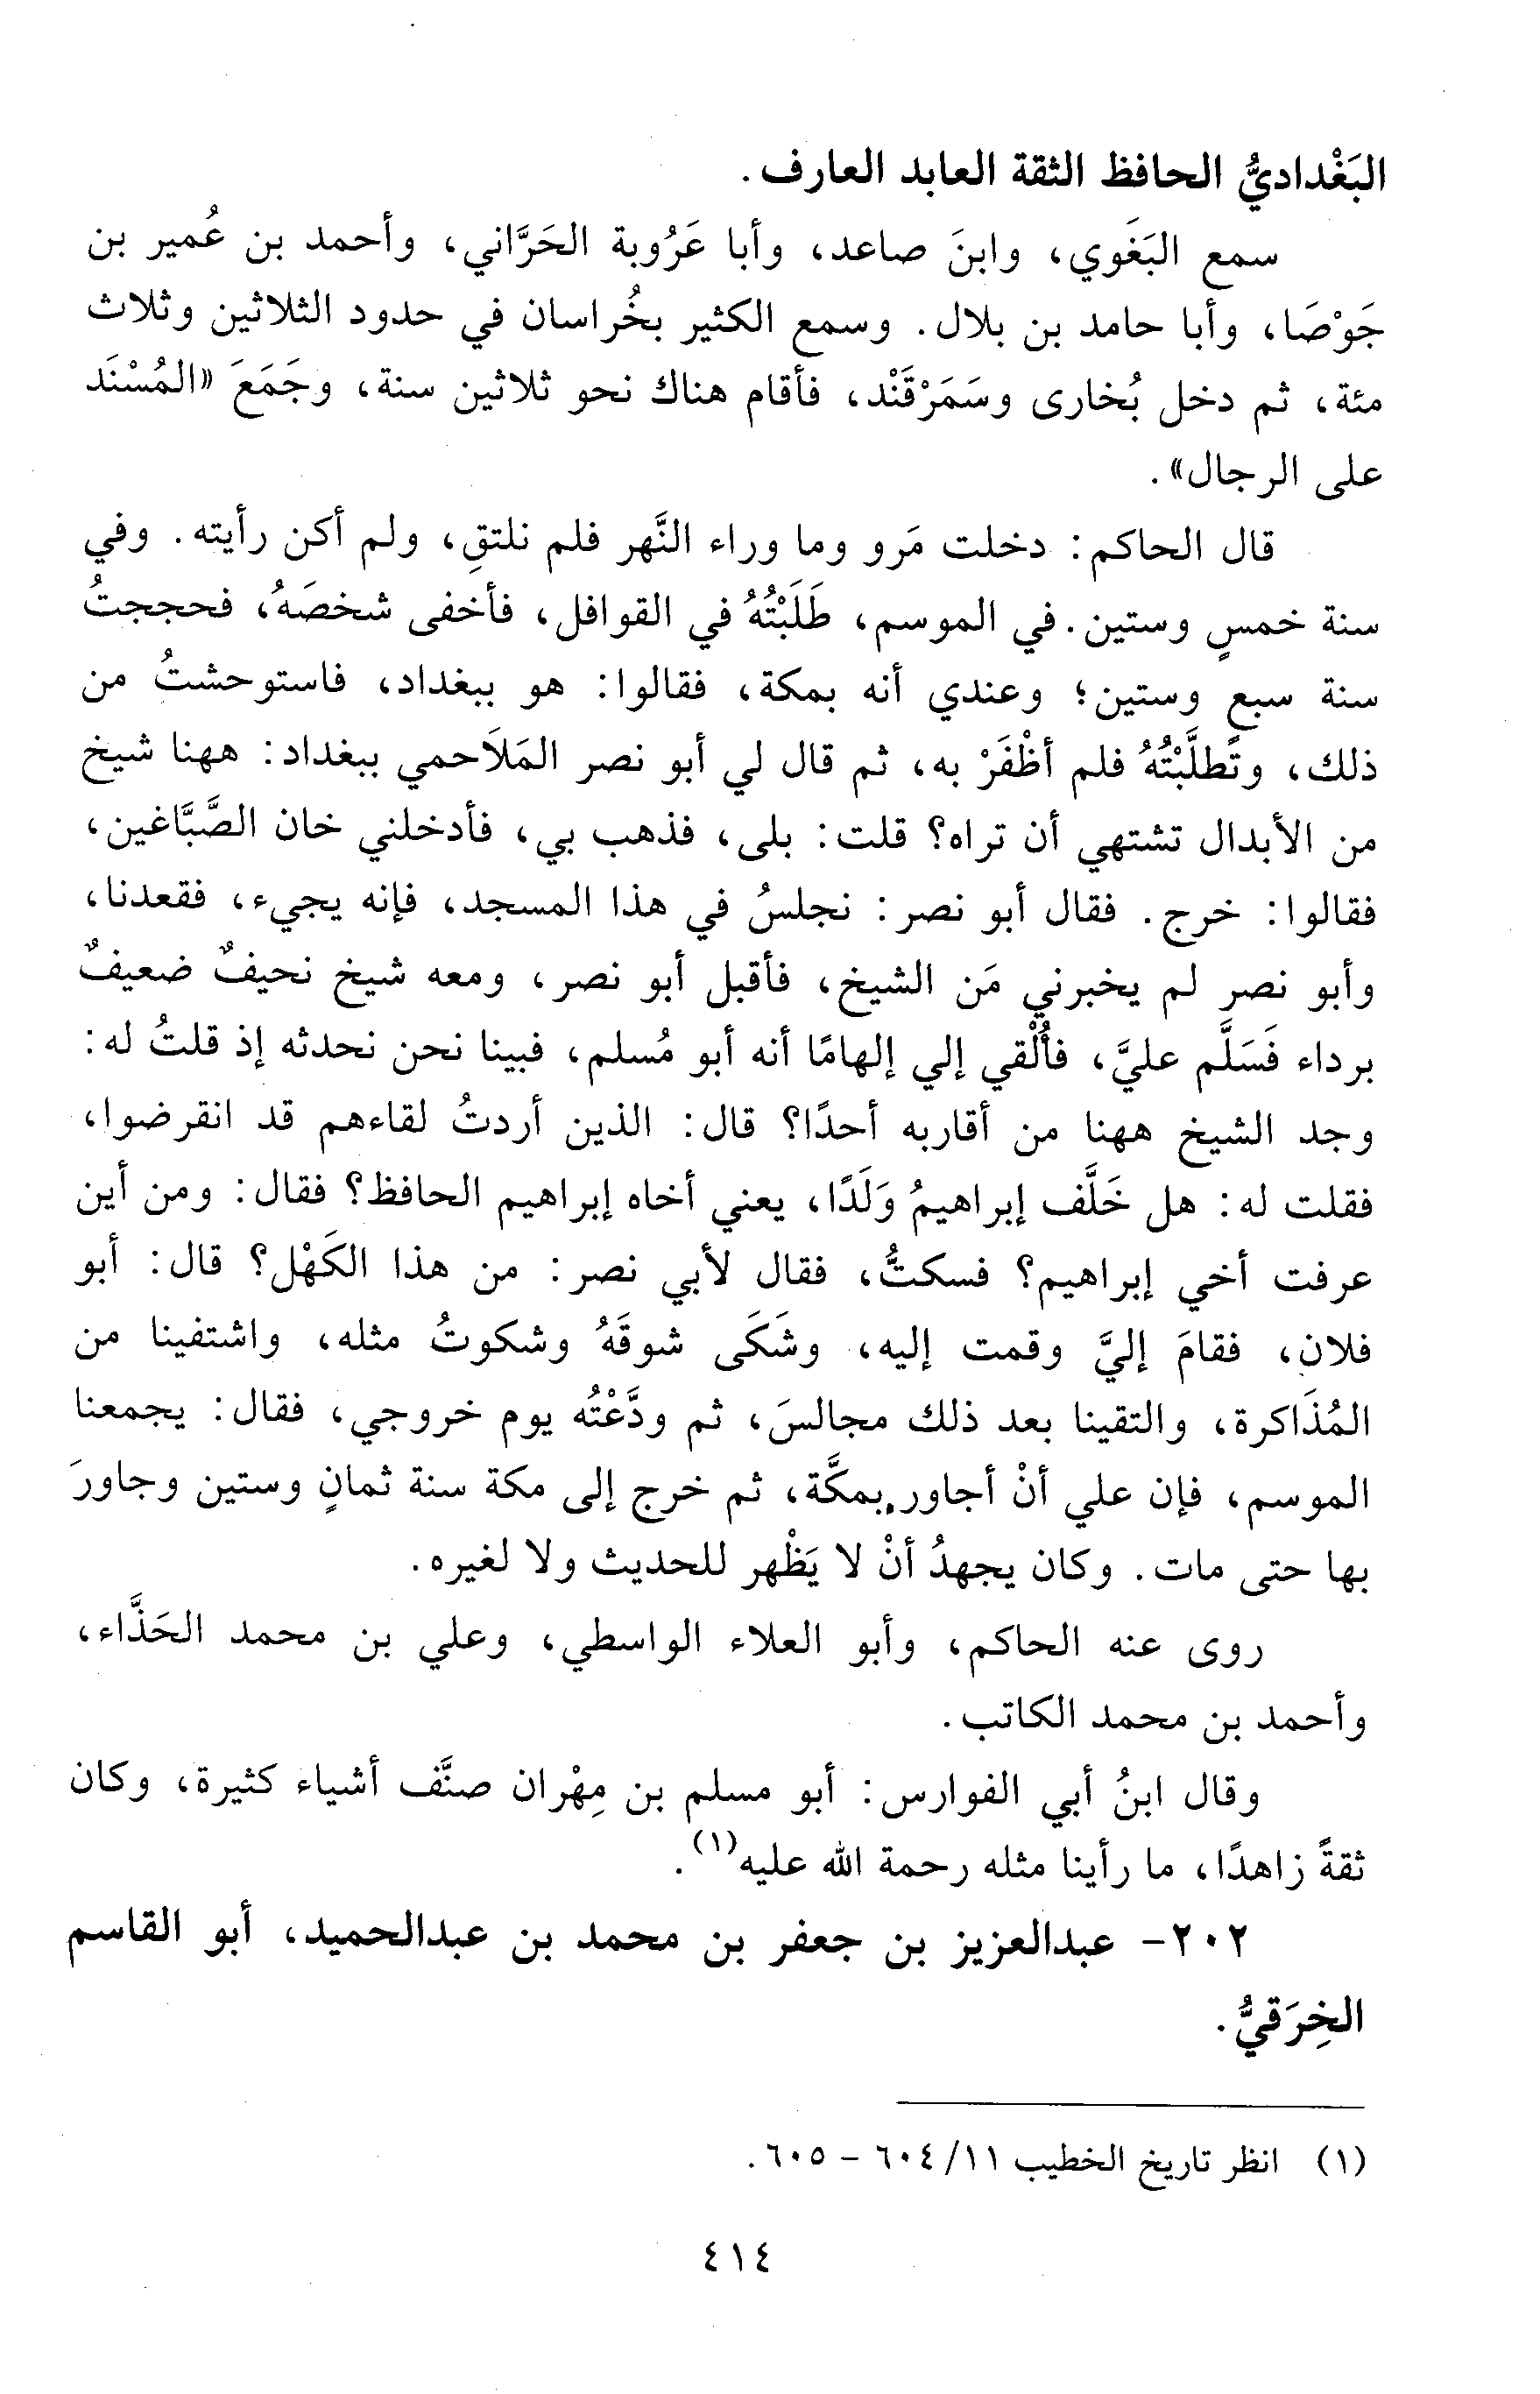 البَغْداديُّ الحافظ الثقة العابد العارف.
سمع البَغَوي، وابنَ صاعد، وأبا عَرُوبة الحَرَّاني، وأحمد بن عُمير بن
جَوْصَا، وأبا حامد بن بلال. وسمع الكثير بخُراسان في حدود الثلاثين وثلاث
مئة، ثم دخل بُخارى وسَمَرْقَنْد، فأقام هناك نحو ثلاثين سنة، وجَمَعَ «المُسْنَد
على الرجال».
قال الحاكم: دخلت مَرو وما وراء النَّهر فلم نلتقِ، ولم أكن رأيته. وفي
سنة خمسٍ وستين. في الموسم، طَلَبْتُهُ في القوافل، فأخفى شخصَهُ، فحججتُ
سنة سبعٍ وستين؛ وعندي أنه بمكة، فقالوا: هو ببغداد، فاستوحشتُ من
ذلك، وتَطلَّبْتُهُ فلم أظْفَرْ به، ثم قال لي أبو نصر المَلاَحمي ببغداد: ههنا شيخ
من الأبدال تشتهي أن تراه؟ قلت: بلى، فذهب بي، فأدخلني خان الصَّبَّاغين،
فقالوا: خرج. فقال أبو نصر: نجلسُ في هذا المسجد، فإنه يجيء، فقعدنا،
وأبو نصر لم يخبرني مَن الشيخ، فأقبل أبو نصر، ومعه شيخ نحيفٌ ضعيفٌ
برداء فَسَلَّم عليَّ، فأُلْقي إلي إلهامًا أنه أبو مُسلم، فبينا نحن نحدثه إذ قلتُ له:
وجد الشيخ ههنا من أقاربه أحدًا؟ قال: الذين أردتُ لقاءهم قد انقرضوا،
فقلت له: هل خَلَّف إبراهيمُ وَلَدًا، يعني أخاه إبراهيم الحافظ؟ فقال: ومن أين
عرفت أخي إبراهيم؟ فسكتُّ، فقال لأبي نصر: من هذا الكَهْل؟ قال: أبو
فلان، فقامَ إليَّ وقمت إليه، وشَكَى شوقَهُ وشكوتُ مثله، واشتفينا من
المُذَاكرة، والتقينا بعد ذلك مجالسَ، ثم ودَّعْتُه يوم خروجي، فقال: يجمعنا
الموسم، فإن علي أنْ أجاور بمكَّة، ثم خرج إلى مكة سنة ثمانٍ وستين وجاورَ
بها حتى مات. وكان يجهدُ أنْ لا يَظْهر للحديث ولا لغيره.
روى عنه الحاكم، وأبو العلاء الواسطي، وعلي بن محمد الحَذَّاء،
وأحمد بن محمد الكاتب.
وقال ابنُ أبي الفوارس: أبو مسلم بن مِهْران صنَّف أشياء كثيرة، وكان
ثقةً زاهدًا، ما رأينا مثله رحمة الله عليه(١).
٢٠٢- عبدالعزيز بن جعفر بن محمد بن عبدالحميد، أبو القاسم
الخِرَقيُّ.
(١) انظر تاريخ الخطيب ١١/ ٦٠٤ - ٦٠٥.
٤١٤